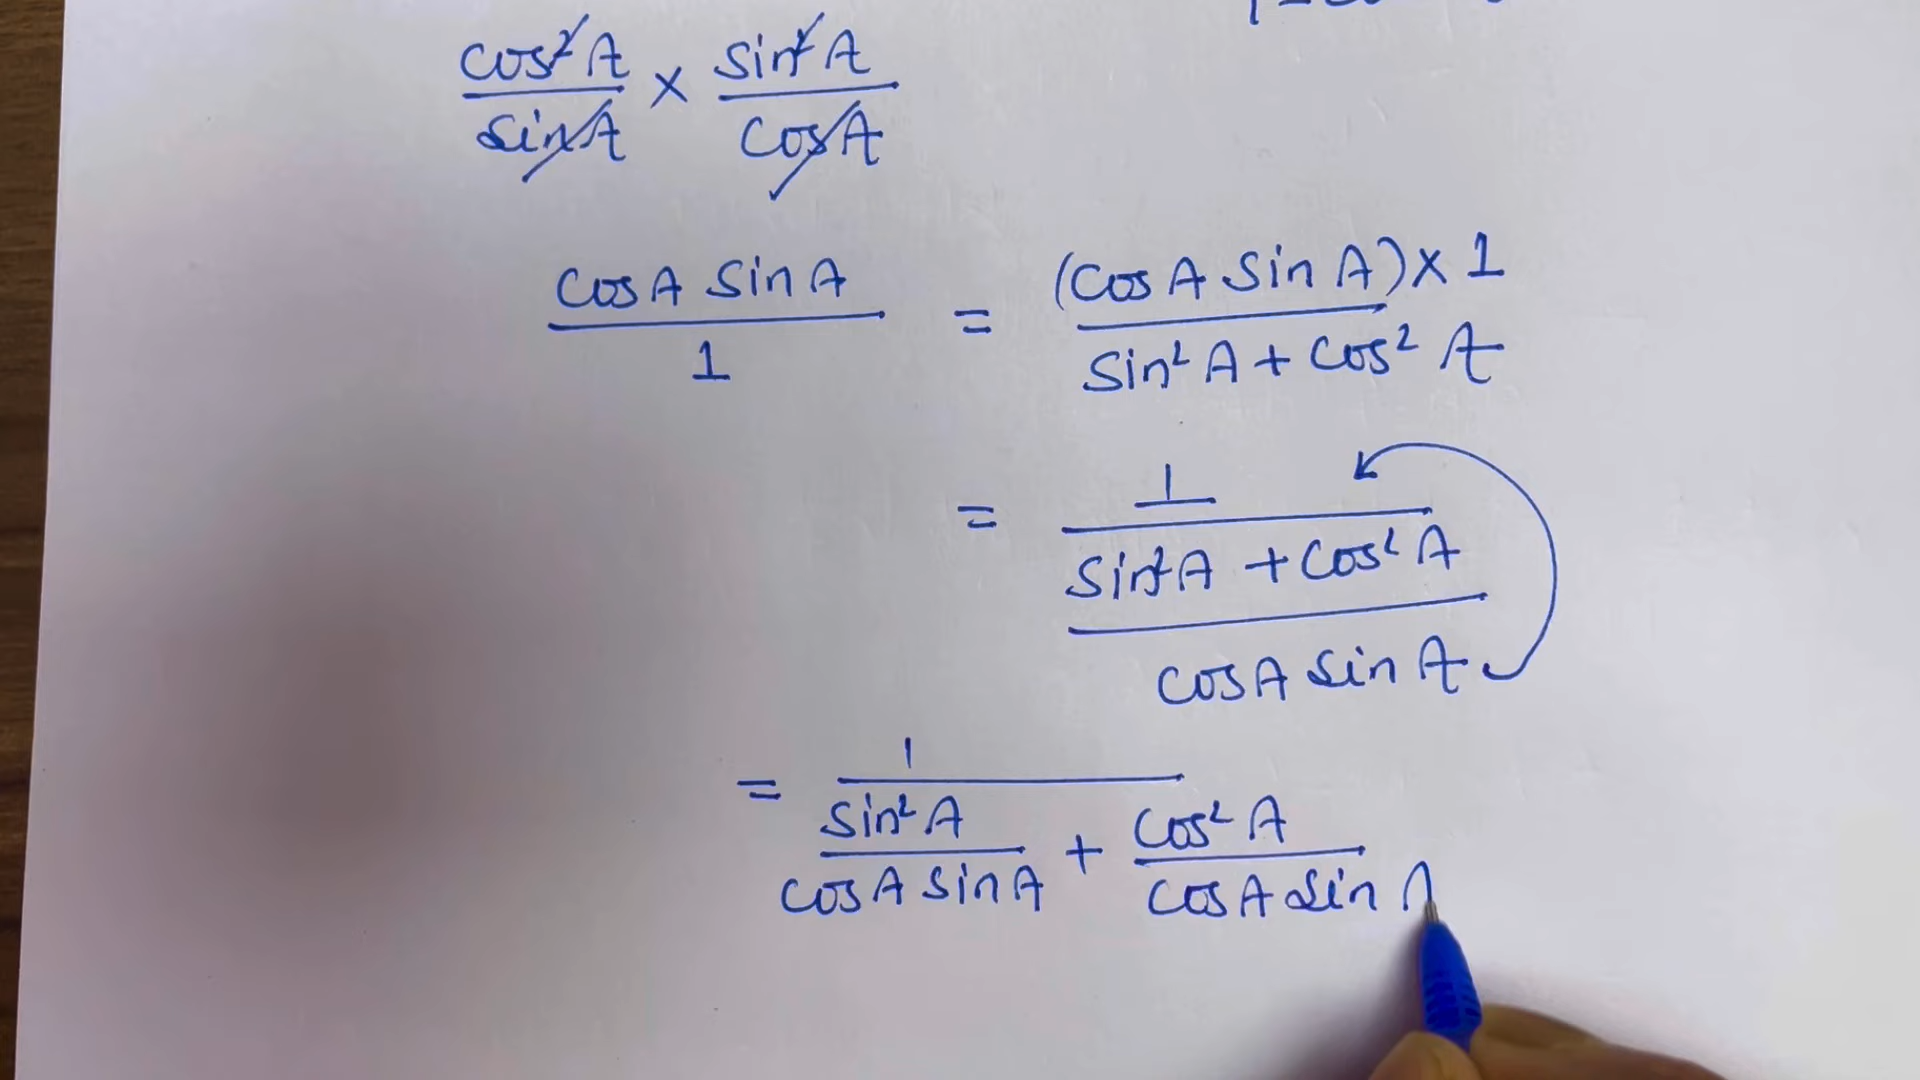 cos²A / sinA × sin²A / cosA
cosA sinA / 1 = (cosA sinA) × 1 / sin²A + cos²A
= 1 / sin²A + cos²A / cosA sinA
= 1 / sin²A / cosA sinA + cos²A / cosA sin A